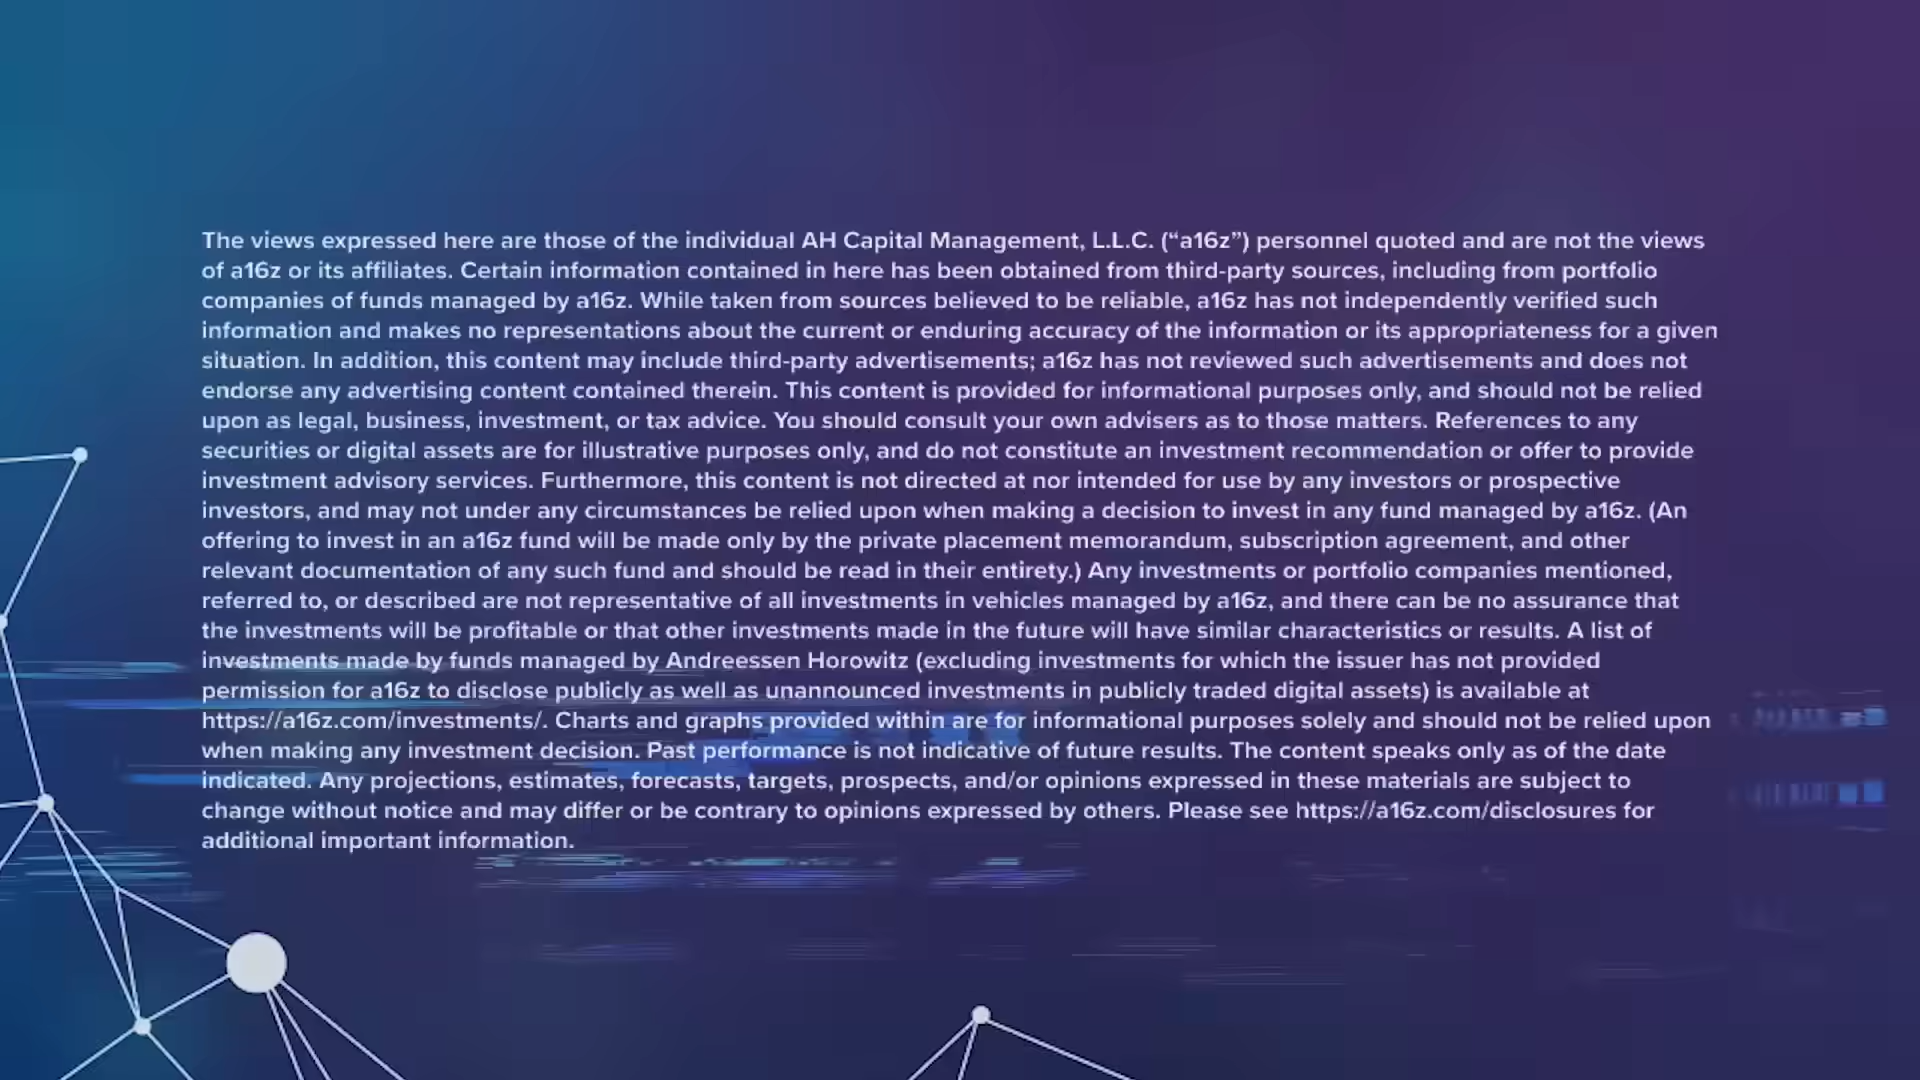 The views expressed here are those of the individual AH Capital Management, L.L.C. (“a16z”) personnel quoted and are not the views
of a16z or its affiliates. Certain information contained in here has been obtained from third-party sources, including from portfolio
companies of funds managed by a16z. While taken from sources believed to be reliable, a16z has not independently verified such
information and makes no representations about the current or enduring accuracy of the information or its appropriateness for a given
situation. In addition, this content may include third-party advertisements; a16z has not reviewed such advertisements and does not
endorse any advertising content contained therein. This content is provided for informational purposes only, and should not be relied
upon as legal, business, investment, or tax advice. You should consult your own advisers as to those matters. References to any
securities or digital assets are for illustrative purposes only, and do not constitute an investment recommendation or offer to provide
investment advisory services. Furthermore, this content is not directed at nor intended for use by any investors or prospective
investors, and may not under any circumstances be relied upon when making a decision to invest in any fund managed by a16z. (An
offering to invest in an a16z fund will be made only by the private placement memorandum, subscription agreement, and other
relevant documentation of any such fund and should be read in their entirety.) Any investments or portfolio companies mentioned,
referred to, or described are not representative of all investments in vehicles managed by a16z, and there can be no assurance that
the investments will be profitable or that other investments made in the future will have similar characteristics or results. A list of
investments made by funds managed by Andreessen Horowitz (excluding investments for which the issuer has not provided
permission for a16z to disclose publicly as well as unannounced investments in publicly traded digital assets) is available at
https://a16z.com/investments/. Charts and graphs provided within are for informational purposes solely and should not be relied upon
when making any investment decision. Past performance is not indicative of future results. The content speaks only as of the date
indicated. Any projections, estimates, forecasts, targets, prospects, and/or opinions expressed in these materials are subject to
change without notice and may differ or be contrary to opinions expressed by others. Please see https://a16z.com/disclosures for
additional important information.